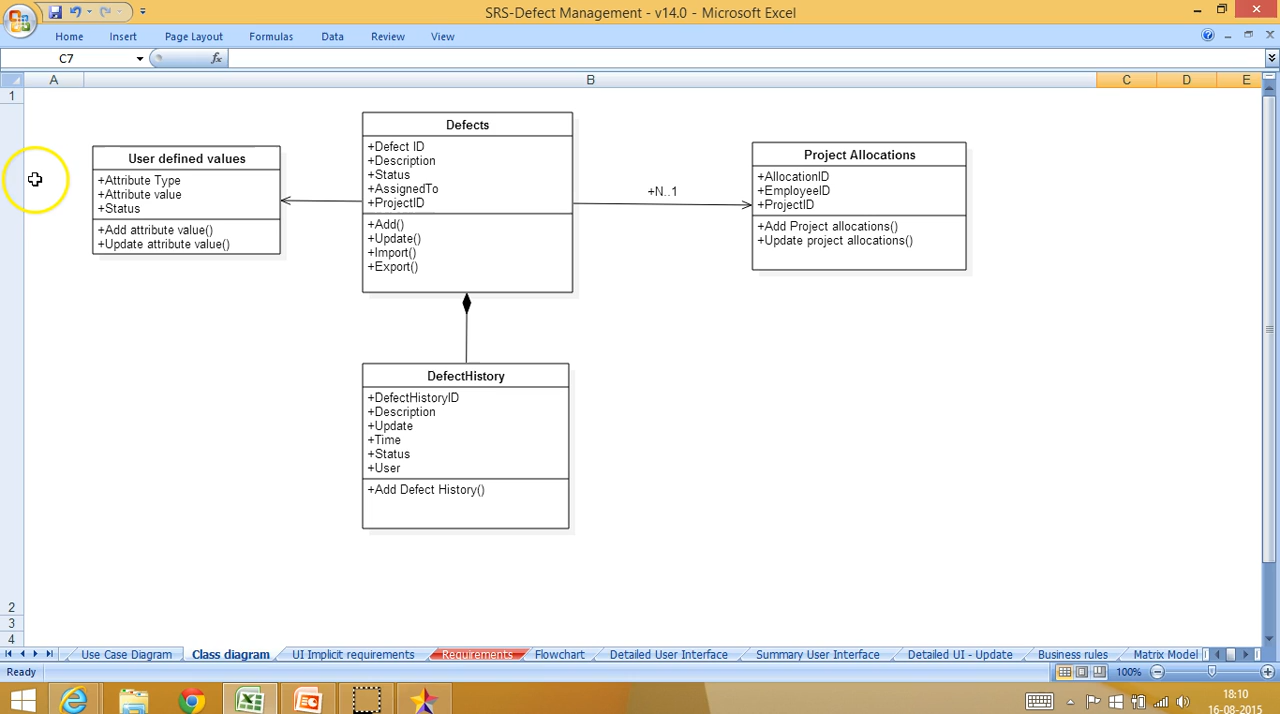 SRS-Defect Management - v14.0 - Microsoft Excel
Home Insert Page Layout Formulas Data Review View
C7 fx
A B C D E
1
Defects
+Defect ID
+Description
+Status
+AssignedTo
+ProjectID
+Add()
+Update()
+Import()
+Export()
User defined values
+Attribute Type
+Attribute value
+Status
+Add attribute value()
+Update attribute value()
+N..1
Project Allocations
+AllocationID
+EmployeeID
+ProjectID
+Add Project allocations()
+Update project allocations()
DefectHistory
+DefectHistoryID
+Description
+Update
+Time
+Status
+User
+Add Defect History()
2
3
4
Use Case Diagram Class diagram UI Implicit requirements Requirements Flowchart Detailed User Interface Summary User Interface Detailed UI - Update Business rules Matrix Model
Ready 100%
18:10
16-08-2015